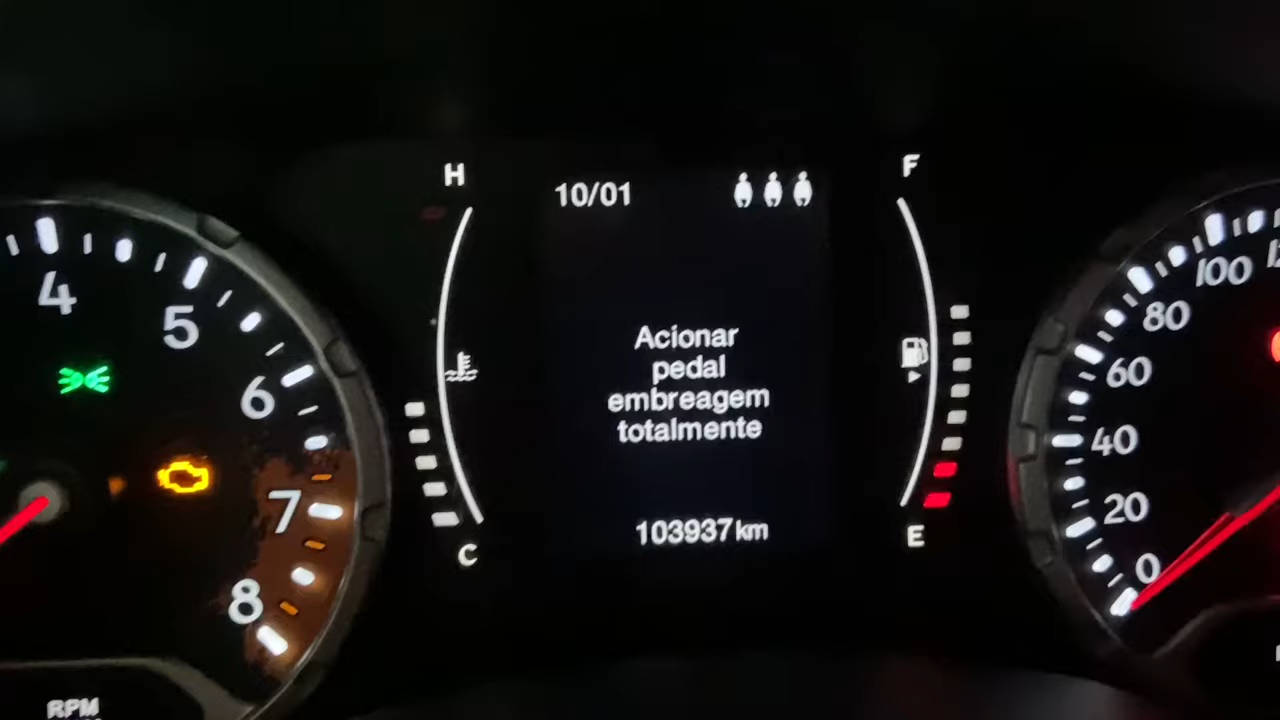 H
F
10/01
4
5
6
7
8
RPM
Acionar
pedal
embreagem
totalmente
103937 km
C
E
100
80
60
40
20
0